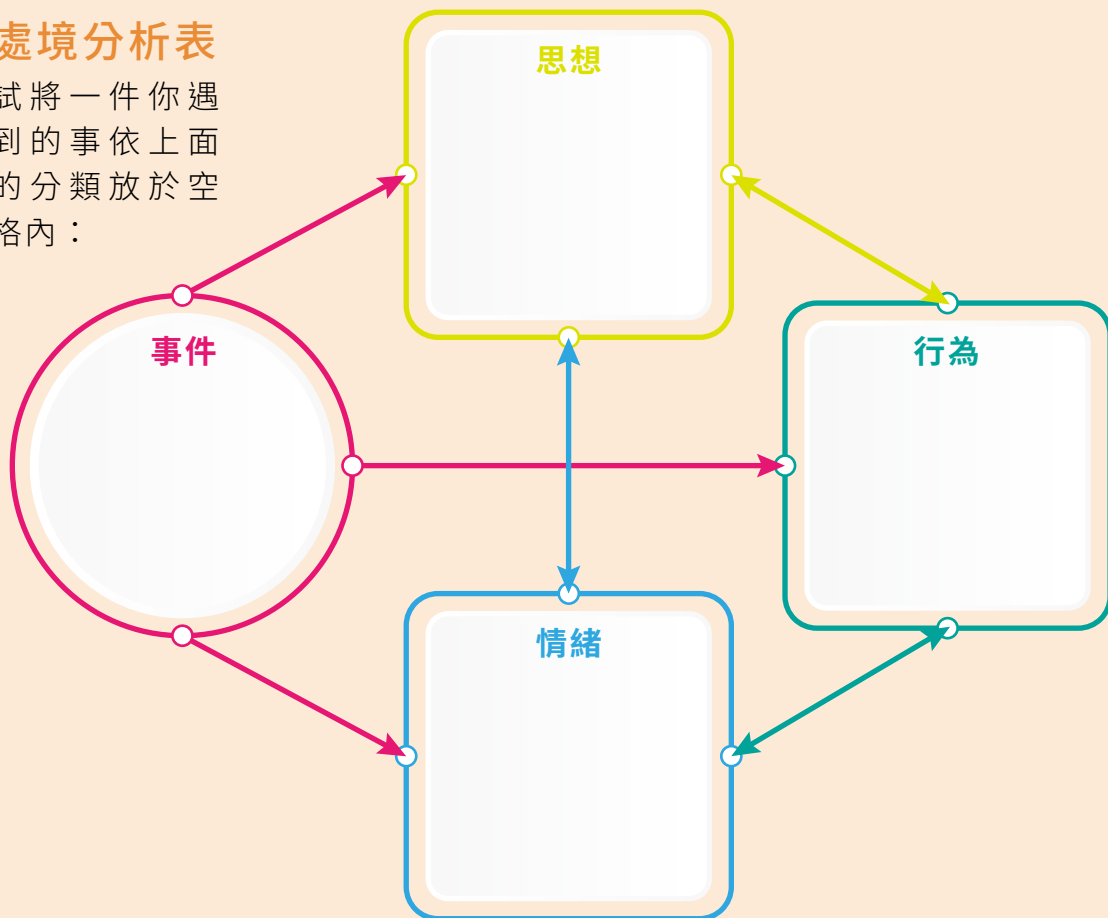 處境分析表
試將一件你遇
到的事依上面
的分類放於空
格內：
思想
事件
行為
情緒